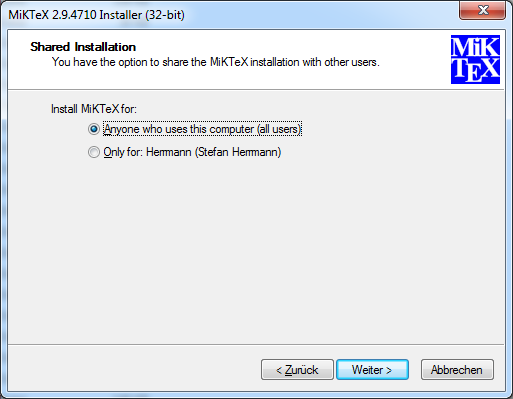 MiKTeX 2.9.4710 Installer (32-bit)
Shared Installation
You have the option to share the MiKTeX installation with other users.
MiK
TEX
Install MiKTeX for:
Anyone who uses this computer (all users)
Only for: Herrmann (Stefan Herrmann)
< Zurück
Weiter >
Abbrechen